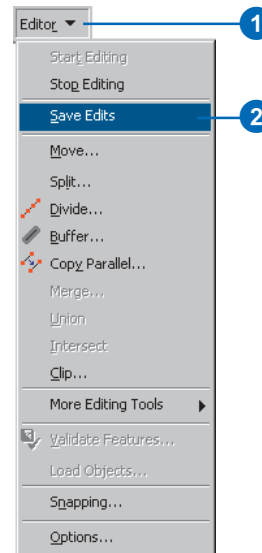 Editor
1
Start Editing
Stop Editing
Save Edits
2
Move...
Split...
Divide...
Buffer...
Copy Parallel...
Merge...
Union
Intersect
Clip...
More Editing Tools
Validate Features...
Load Objects...
Snapping...
Options...